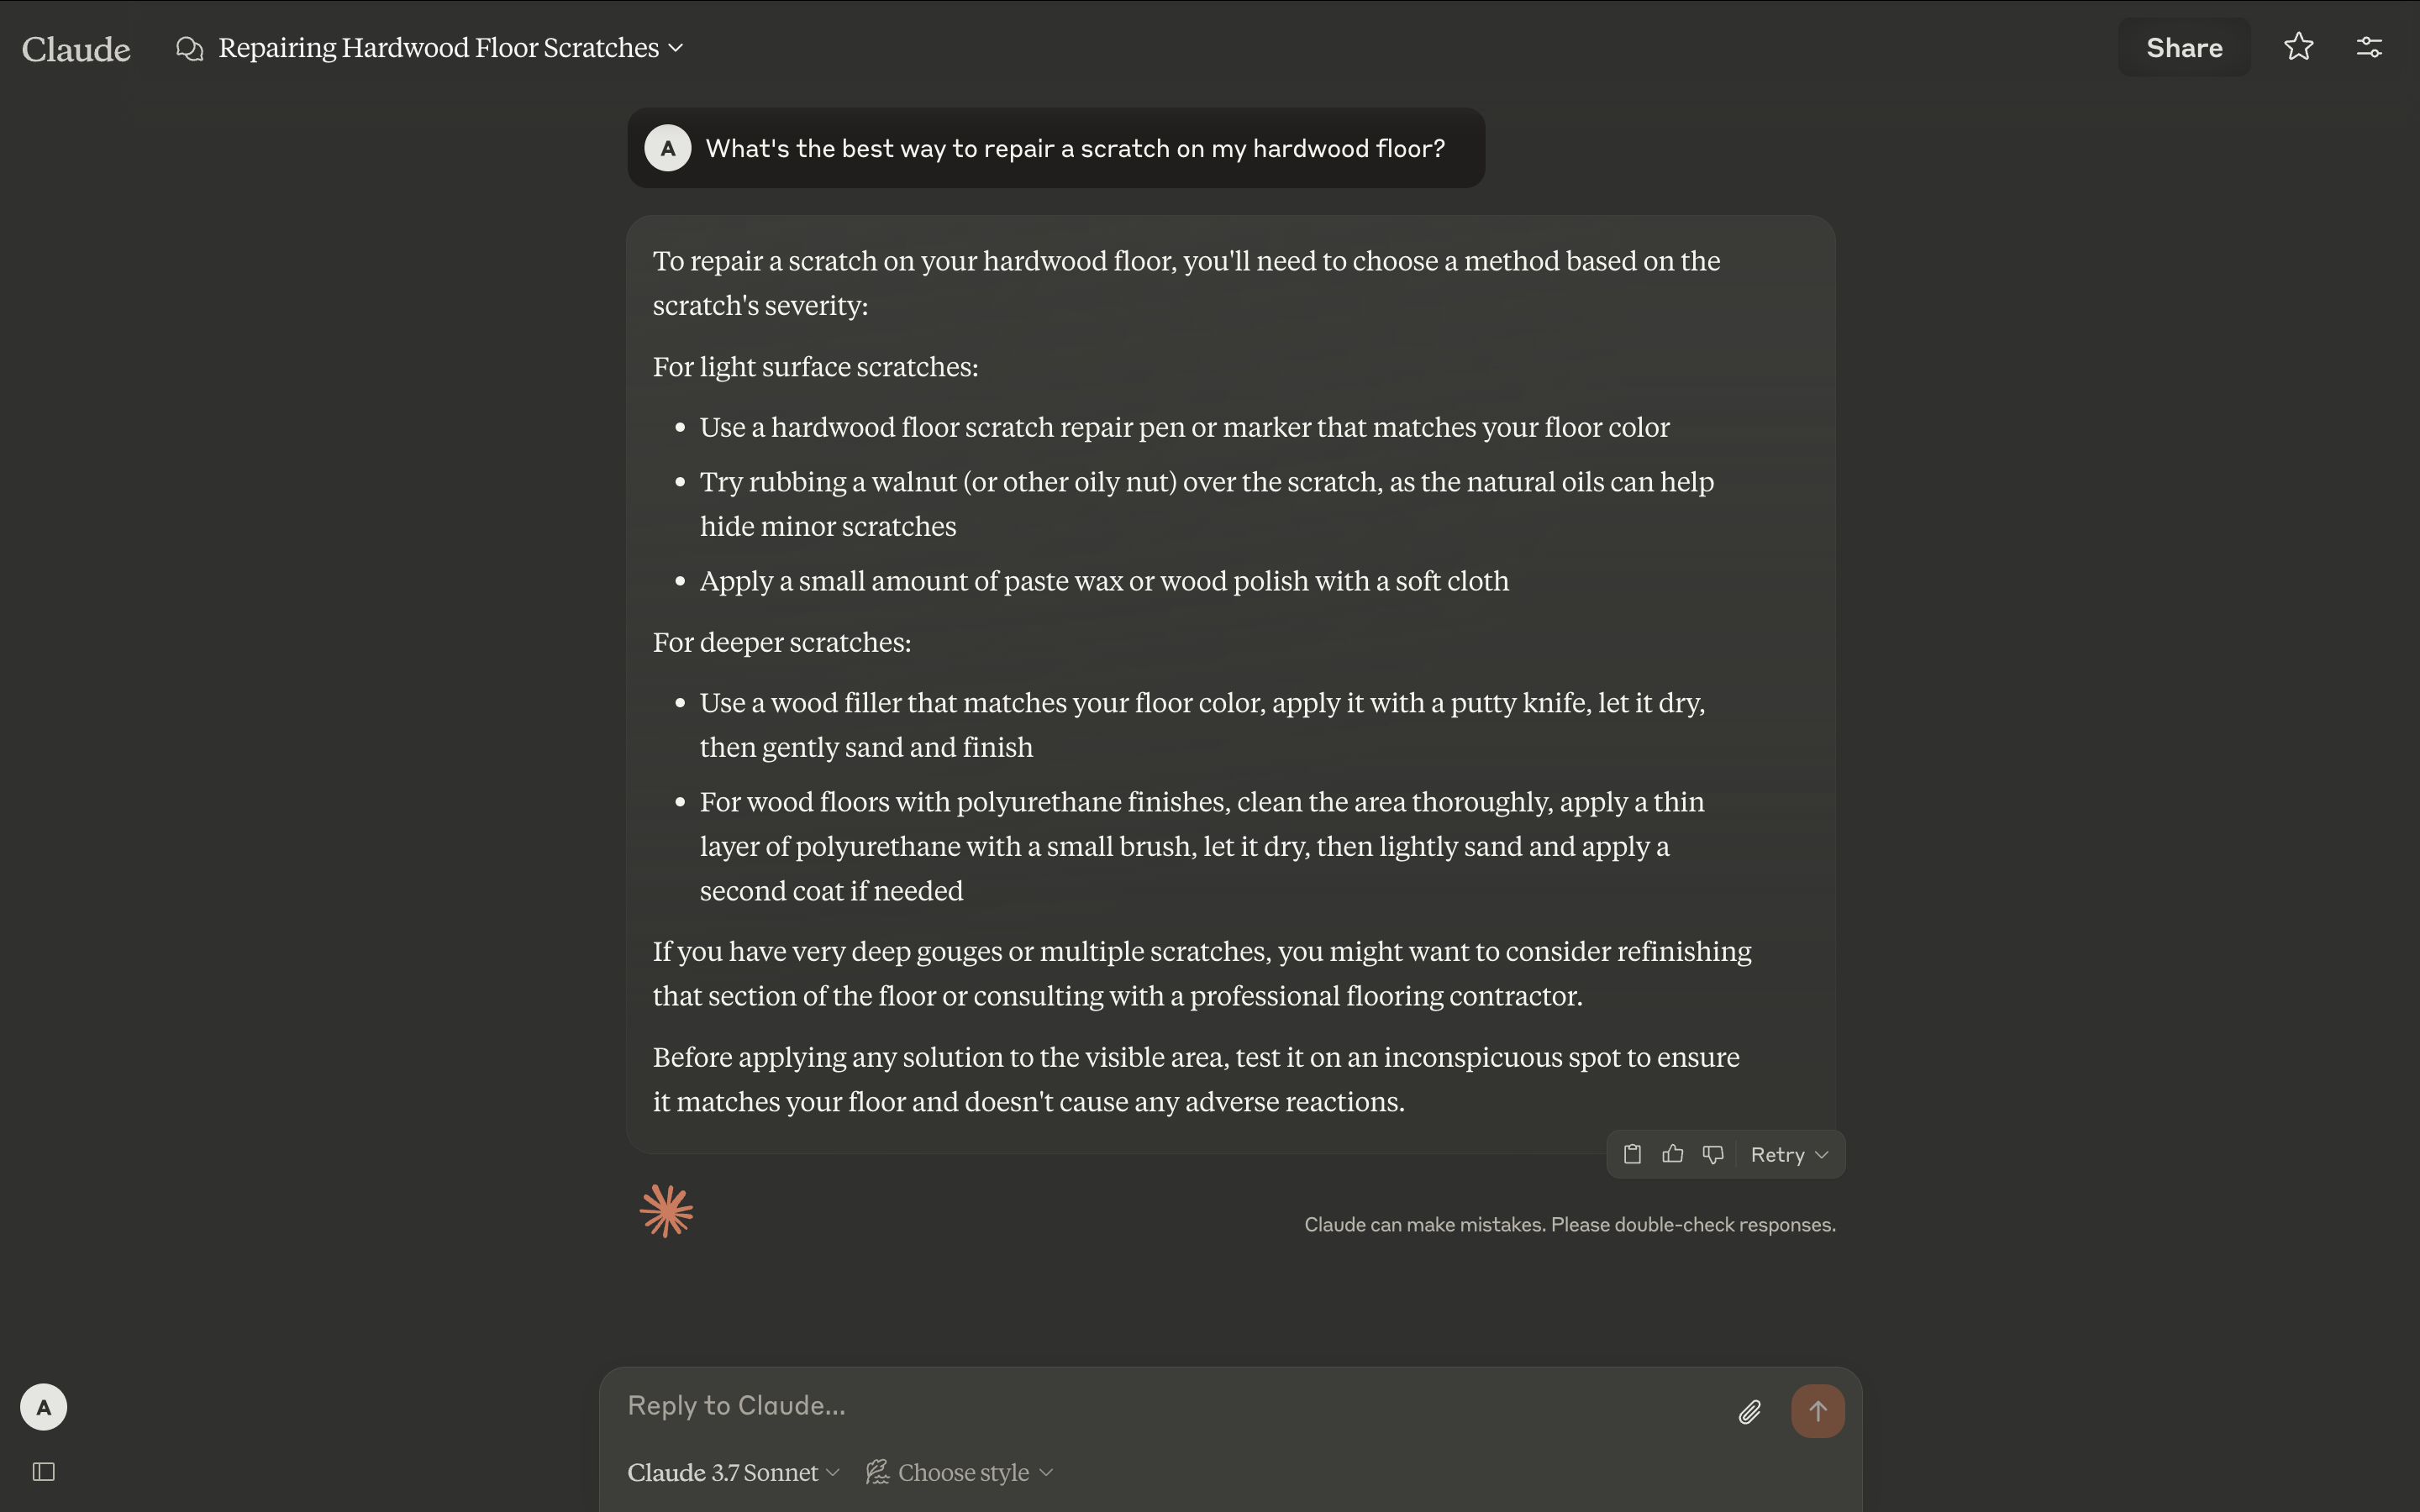 Claude
Repairing Hardwood Floor Scratches
Share
A
What's the best way to repair a scratch on my hardwood floor?
To repair a scratch on your hardwood floor, you'll need to choose a method based on the
scratch's severity:
For light surface scratches:
• Use a hardwood floor scratch repair pen or marker that matches your floor color
• Try rubbing a walnut (or other oily nut) over the scratch, as the natural oils can help
hide minor scratches
• Apply a small amount of paste wax or wood polish with a soft cloth
For deeper scratches:
• Use a wood filler that matches your floor color, apply it with a putty knife, let it dry,
then gently sand and finish
• For wood floors with polyurethane finishes, clean the area thoroughly, apply a thin
layer of polyurethane with a small brush, let it dry, then lightly sand and apply a
second coat if needed
If you have very deep gouges or multiple scratches, you might want to consider refinishing
that section of the floor or consulting with a professional flooring contractor.
Before applying any solution to the visible area, test it on an inconspicuous spot to ensure
it matches your floor and doesn't cause any adverse reactions.
Retry
Claude can make mistakes. Please double-check responses.
A
Reply to Claude...
Claude 3.7 Sonnet
Choose style